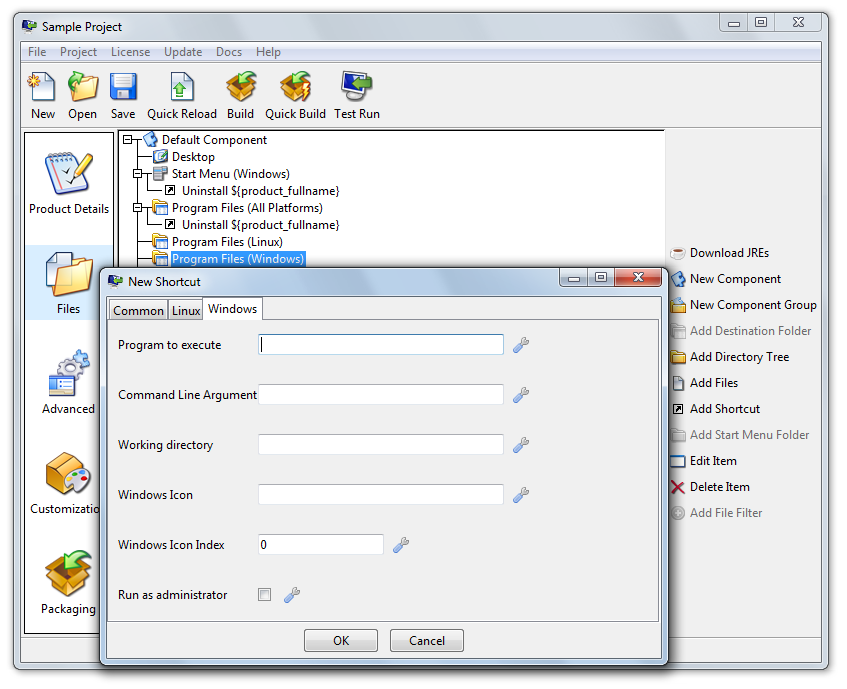 Sample Project
File Project License Update Docs Help
New Open Save Quick Reload Build Quick Build Test Run
Product Details
Files
Advanced
Customizatio
Packaging
Default Component
Desktop
Start Menu (Windows)
Uninstall ${product_fullname}
Program Files (All Platforms)
Uninstall ${product_fullname}
Program Files (Linux)
Program Files (Windows)
Download JREs
New Component
New Component Group
Add Destination Folder
Add Directory Tree
Add Files
Add Shortcut
Add Start Menu Folder
Edit Item
Delete Item
Add File Filter
New Shortcut
Common Linux Windows
Program to execute
Command Line Argument
Working directory
Windows Icon
Windows Icon Index 0
Run as administrator
OK Cancel